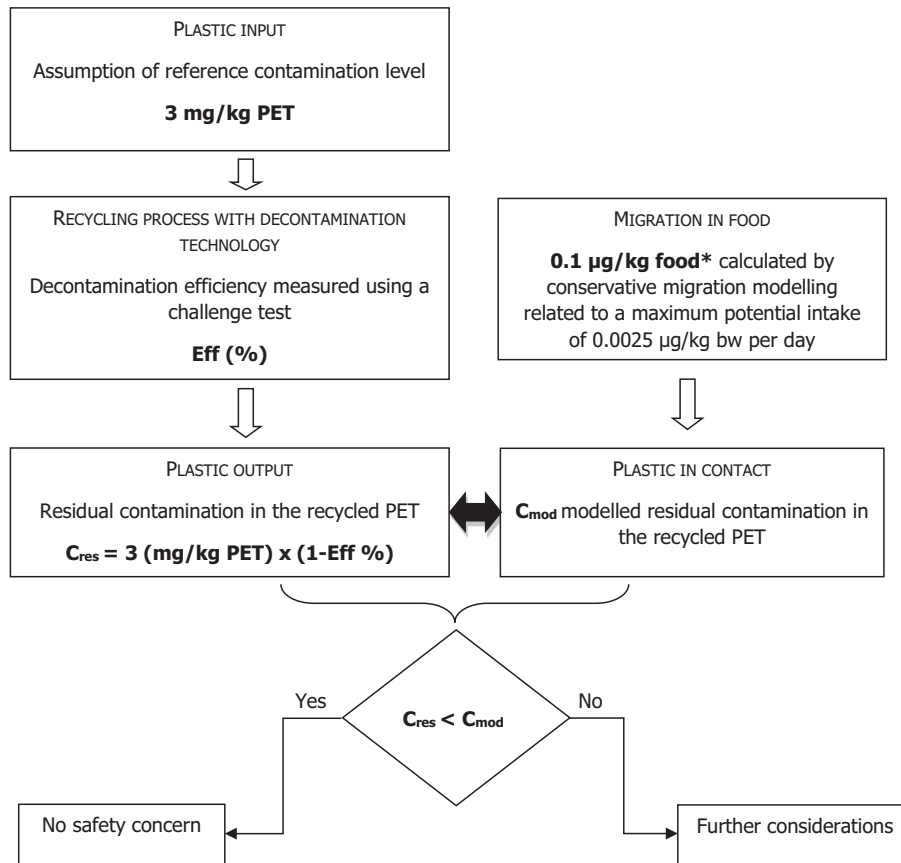 PLASTIC INPUT
Assumption of reference contamination level
3 mg/kg PET
RECYCLING PROCESS WITH DECONTAMINATION
TECHNOLOGY
Decontamination efficiency measured using a
challenge test
Eff (%)
MIGRATION IN FOOD
0.1 µg/kg food* calculated by
conservative migration modelling
related to a maximum potential intake
of 0.0025 µg/kg bw per day
PLASTIC OUTPUT
Residual contamination in the recycled PET
Cres = 3 (mg/kg PET) x (1-Eff %)
PLASTIC IN CONTACT
Cmod modelled residual contamination in
the recycled PET
Yes
No
Cres < Cmod
No safety concern
Further considerations